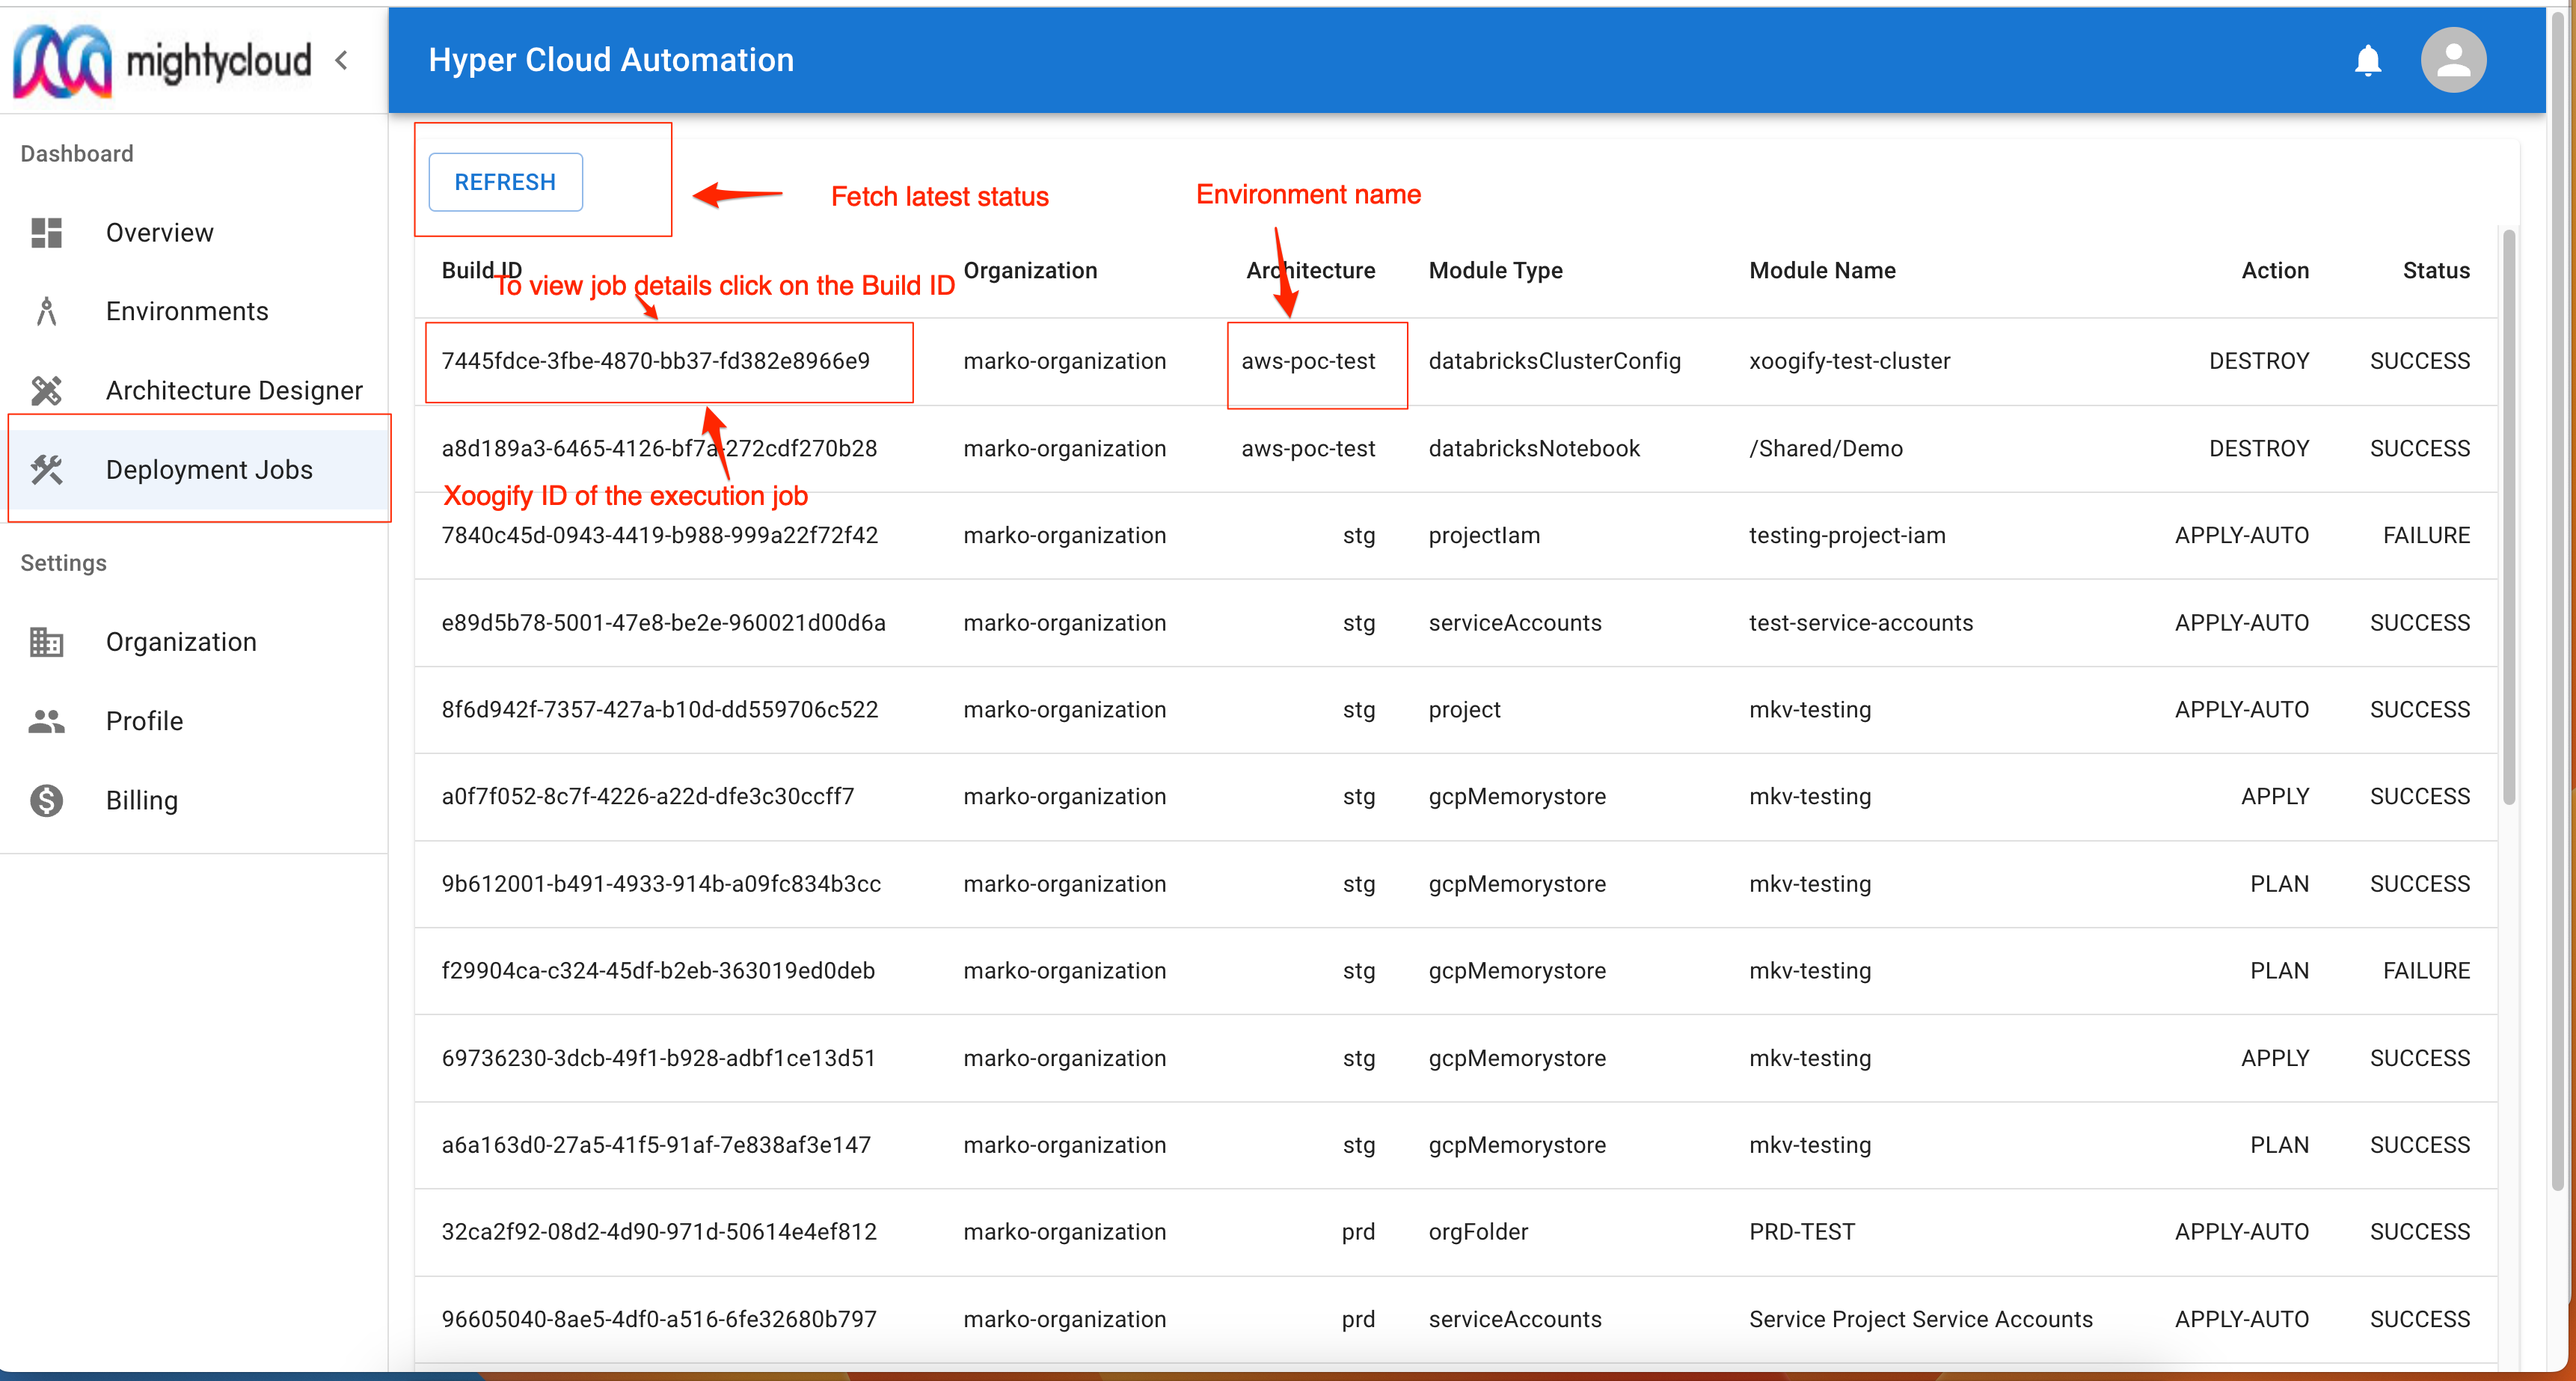 mightycloud
Hyper Cloud Automation
Dashboard
Overview
Environments
Architecture Designer
Deployment Jobs
Settings
Organization
Profile
Billing
REFRESH
Fetch latest status
Environment name
Build ID Organization Architecture Module Type Module Name Action Status
To view job details click on the Build ID
7445fdce-3fbe-4870-bb37-fd382e8966e9 marko-organization aws-poc-test databricksClusterConfig xoogify-test-cluster DESTROY SUCCESS
a8d189a3-6465-4126-bf7a-272cdf270b28 marko-organization aws-poc-test databricksNotebook /Shared/Demo DESTROY SUCCESS
Xoogify ID of the execution job
7840c45d-0943-4419-b988-999a22f72f42 marko-organization stg projectIam testing-project-iam APPLY-AUTO FAILURE
e89d5b78-5001-47e8-be2e-960021d00d6a marko-organization stg serviceAccounts test-service-accounts APPLY-AUTO SUCCESS
8f6d942f-7357-427a-b10d-dd559706c522 marko-organization stg project mkv-testing APPLY-AUTO SUCCESS
a0f7f052-8c7f-4226-a22d-dfe3c30ccff7 marko-organization stg gcpMemorystore mkv-testing APPLY SUCCESS
9b612001-b491-4933-914b-a09fc834b3cc marko-organization stg gcpMemorystore mkv-testing PLAN SUCCESS
f29904ca-c324-45df-b2eb-363019ed0deb marko-organization stg gcpMemorystore mkv-testing PLAN FAILURE
69736230-3dcb-49f1-b928-adbf1ce13d51 marko-organization stg gcpMemorystore mkv-testing APPLY SUCCESS
a6a163d0-27a5-41f5-91af-7e838af3e147 marko-organization stg gcpMemorystore mkv-testing PLAN SUCCESS
32ca2f92-08d2-4d90-971d-50614e4ef812 marko-organization prd orgFolder PRD-TEST APPLY-AUTO SUCCESS
96605040-8ae5-4df0-a516-6fe32680b797 marko-organization prd serviceAccounts Service Project Service Accounts APPLY-AUTO SUCCESS